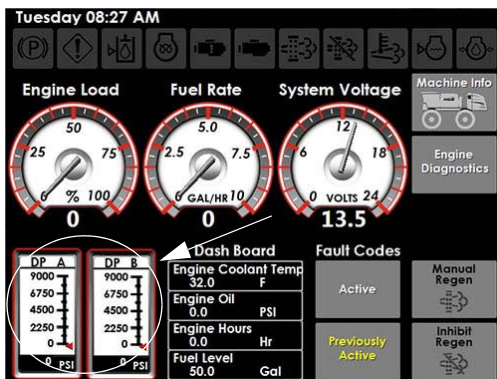 Tuesday 08:27 AM
(P)
Engine Load
Fuel Rate
System Voltage
Machine Info
50
25
75
0
% 100
0
5.0
2.5
7.5
0
GAL/HR 10
0
12
6
18
0 VOLTS 24
13.5
Engine
Diagnostics
DP A
9000
6750
4500
2250
0
0 PSI
DP B
9000
6750
4500
2250
0
0 PSI
Dash Board
Engine Coolant Temp
32.0 F
Engine Oil
0.0 PSI
Engine Hours
0.0 Hr
Fuel Level
50.0 Gal
Fault Codes
Active
Previously
Active
Manual
Regen
Inhibit
Regen